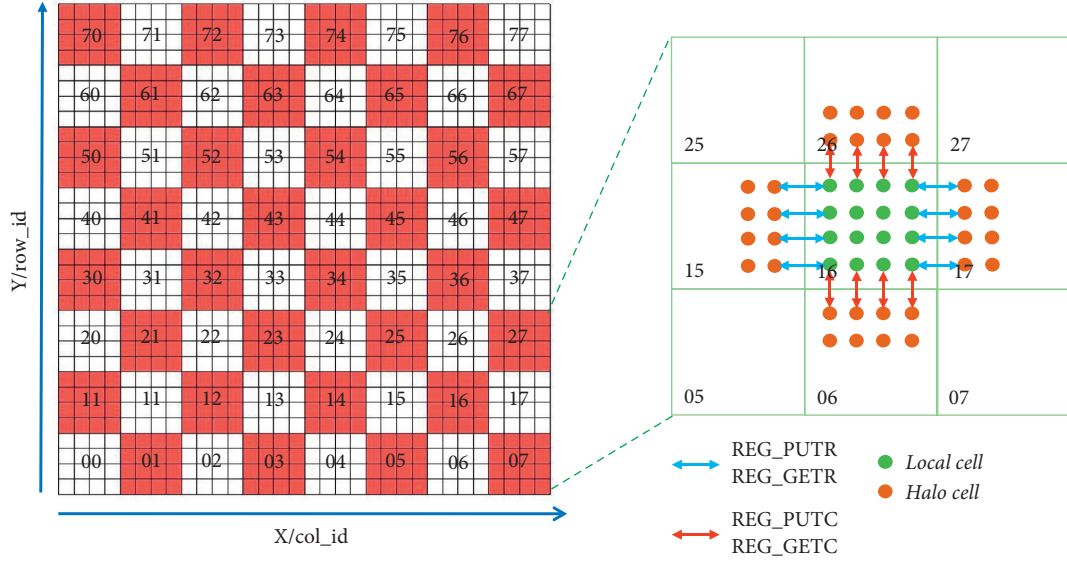 70 71 72 73 74 75 76 77
60 61 62 63 64 65 66 67
50 51 52 53 54 55 56 57
40 41 42 43 44 45 46 47
30 31 32 33 34 35 36 37
20 21 22 23 24 25 26 27
11 11 12 13 14 15 16 17
00 01 02 03 04 05 06 07
Y/row_id
X/col_id
25 26 27
15 16 17
05 06 07
REG_PUTR
REG_GETR
REG_PUTC
REG_GETC
Local cell
Halo cell